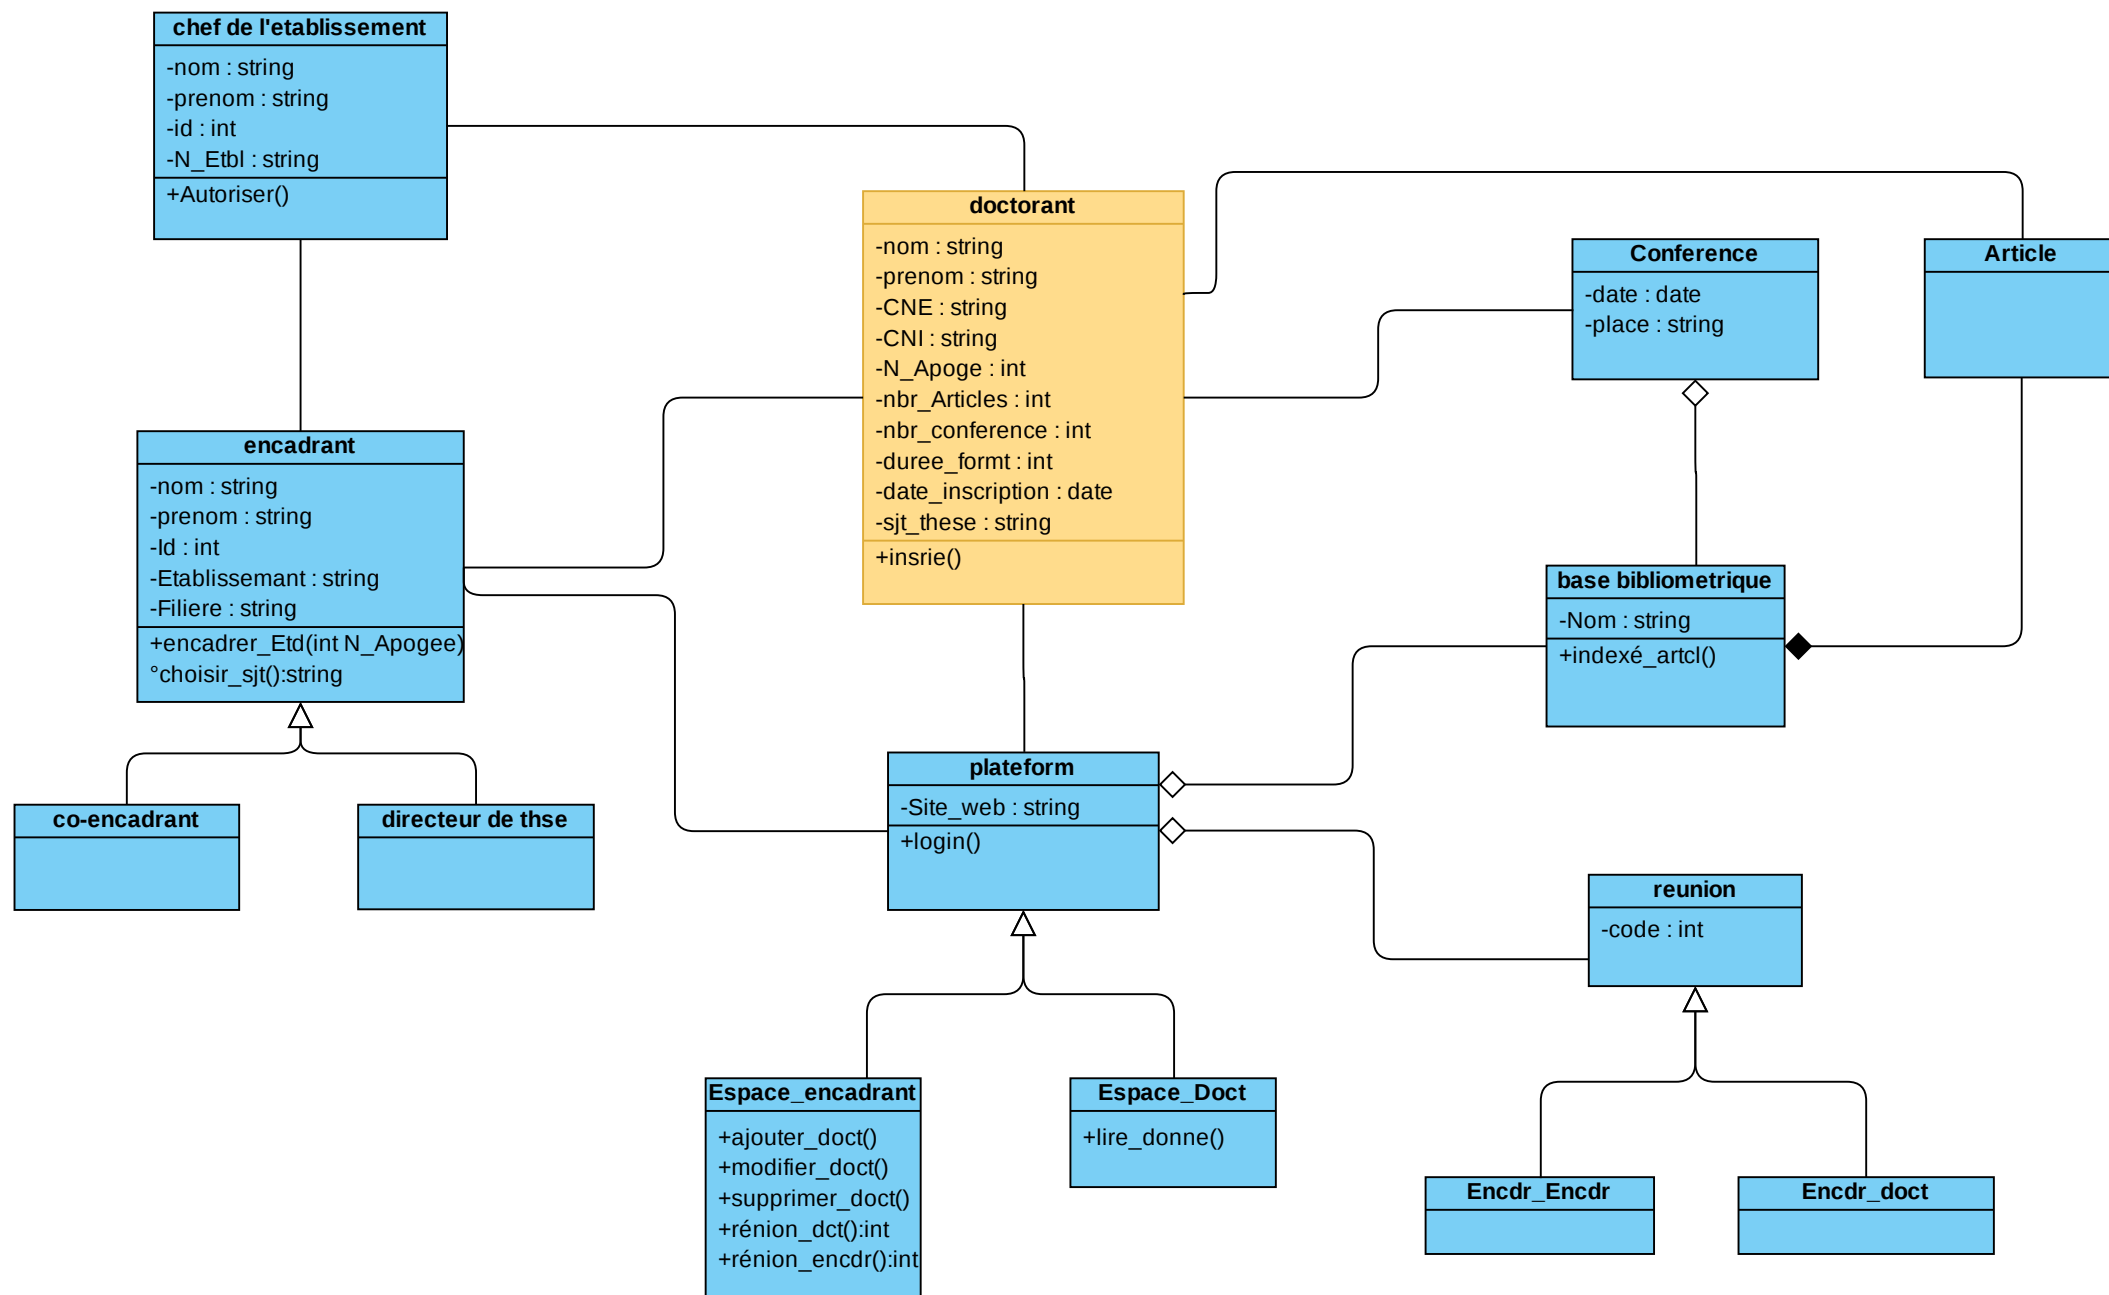 chef de l'etablissement
-nom : string
-prenom : string
-id : int
-N_Etbl : string
+Autoriser()
doctorant
-nom : string
-prenom : string
-CNE : string
-CNI : string
-N_Apoge : int
-nbr_Articles : int
-nbr_conference : int
-duree_formt : int
-date_inscription : date
-sjt_these : string
+insrie()
Conference
-date : date
-place : string
Article
encadrant
-nom : string
-prenom : string
-Id : int
-Etablissemant : string
-Filiere : string
+encadrer_Etd(int N_Apogee)
°choisir_sjt():string
base bibliometrique
-Nom : string
+indexé_artcl()
co-encadrant
directeur de thse
plateform
-Site_web : string
+login()
reunion
-code : int
Espace_encadrant
+ajouter_doct()
+modifier_doct()
+supprimer_doct()
+rénion_dct():int
+rénion_encdr():int
Espace_Doct
+lire_donne()
Encdr_Encdr
Encdr_doct